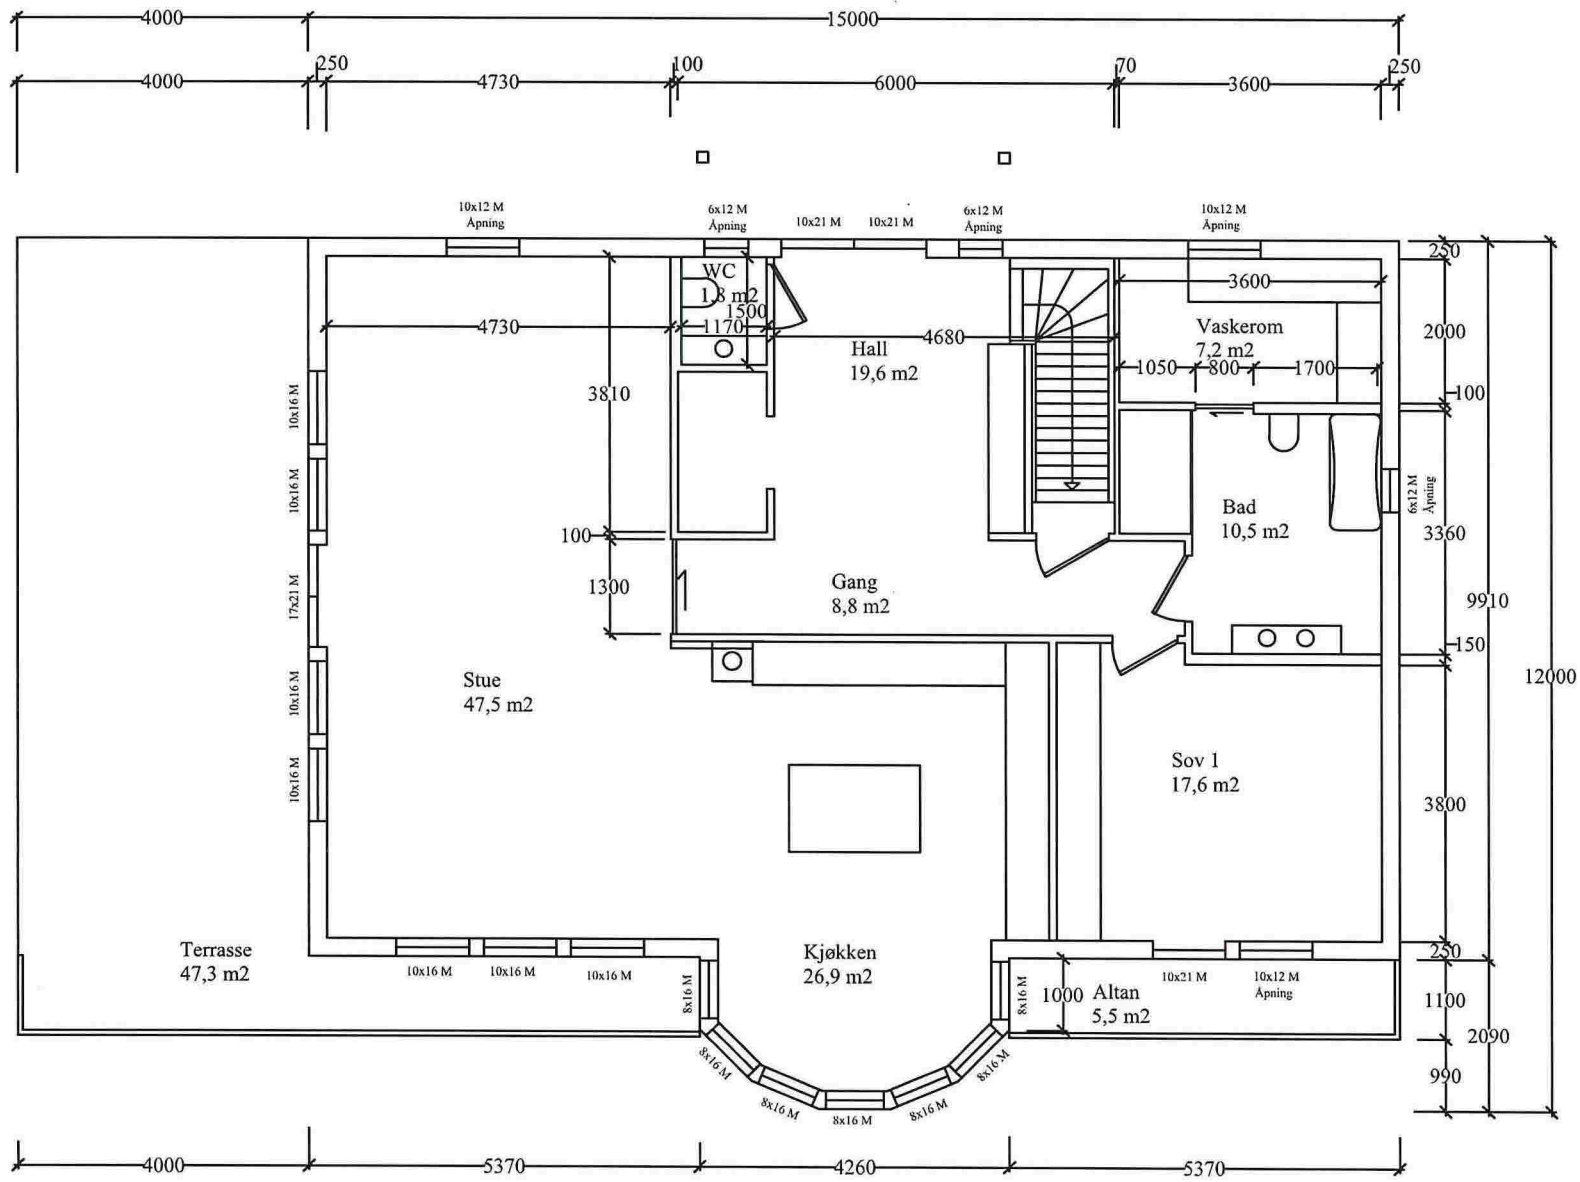 4000
15000
250
100
70
250
4000
4730
6000
3600
10x12 M
Åpning
6x12 M
Åpning
10x21 M
10x21 M
6x12 M
Åpning
10x12 M
Åpning
250
WC
1,8 m2
1500
1170
4730
4680
3600
Hall
19,6 m2
Vaskerom
7,2 m2
2000
1050
800
1700
100
3810
10x16 M
10x16 M
6x12 M
Åpning
Bad
10,5 m2
3360
100
1300
17x21 M
Gang
8,8 m2
9910
150
12000
Stue
47,5 m2
10x16 M
10x16 M
Sov 1
17,6 m2
3800
Terrasse
47,3 m2
Kjøkken
26,9 m2
250
10x16 M
10x16 M
10x16 M
8x16 M
8x16 M
1000
Altan
5,5 m2
10x21 M
10x12 M
Åpning
1100
2090
990
8x16 M
8x16 M
8x16 M
8x16 M
8x16 M
4000
5370
4260
5370